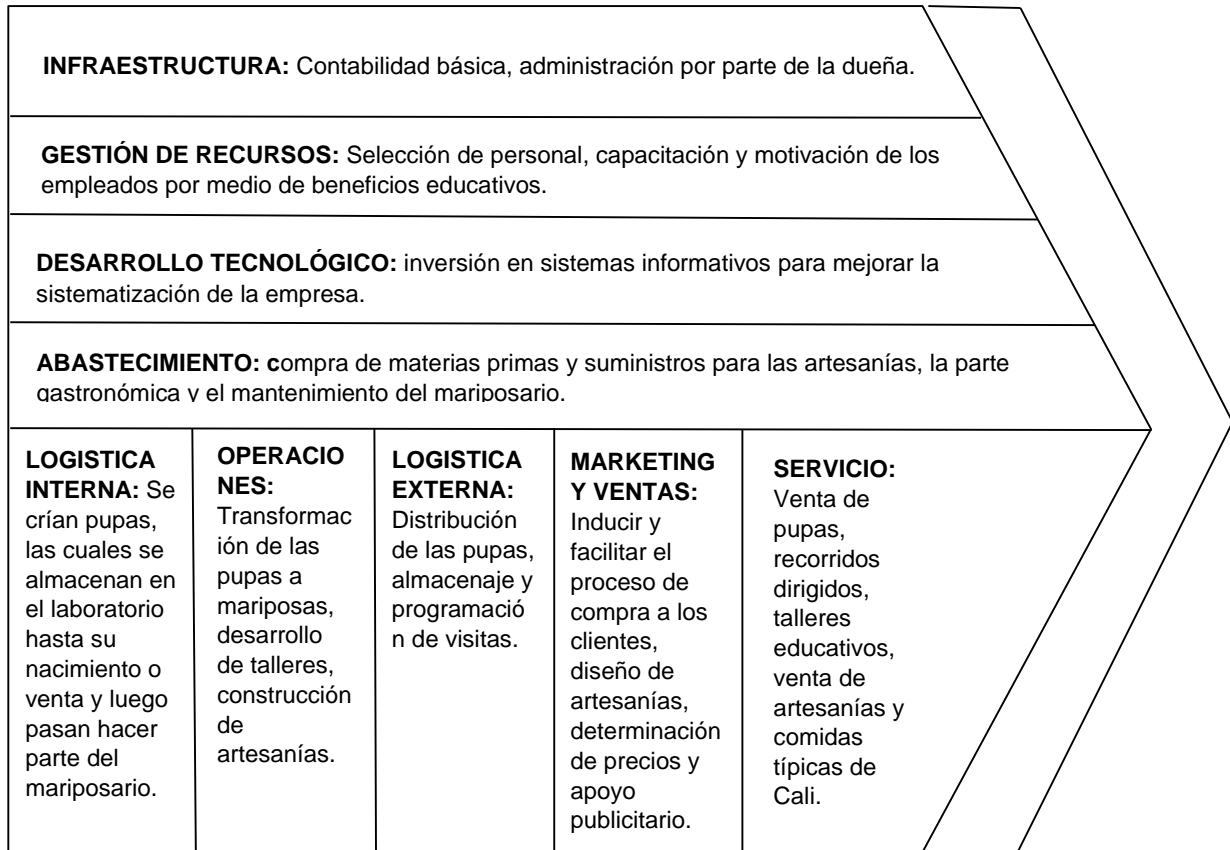 INFRAESTRUCTURA: Contabilidad básica, administración por parte de la dueña.
GESTIÓN DE RECURSOS: Selección de personal, capacitación y motivación de los
empleados por medio de beneficios educativos.
DESARROLLO TECNOLÓGICO: inversión en sistemas informativos para mejorar la
sistematización de la empresa.
ABASTECIMIENTO: compra de materias primas y suministros para las artesanías, la parte
gastronómica y el mantenimiento del mariposario.
LOGISTICA
INTERNA: Se
crían pupas,
las cuales se
almacenan en
el laboratorio
hasta su
nacimiento o
venta y luego
pasan hacer
parte del
mariposario.
OPERACIO
NES:
Transformac
ión de las
pupas a
mariposas,
desarrollo
de talleres,
construcción
de
artesanías.
LOGISTICA
EXTERNA:
Distribución
de las pupas,
almacenaje y
programació
n de visitas.
MARKETING
Y VENTAS:
Inducir y
facilitar el
proceso de
compra a los
clientes,
diseño de
artesanías,
determinación
de precios y
apoyo
publicitario.
SERVICIO:
Venta de
pupas,
recorridos
dirigidos,
talleres
educativos,
venta de
artesanías y
comidas
típicas de
Cali.